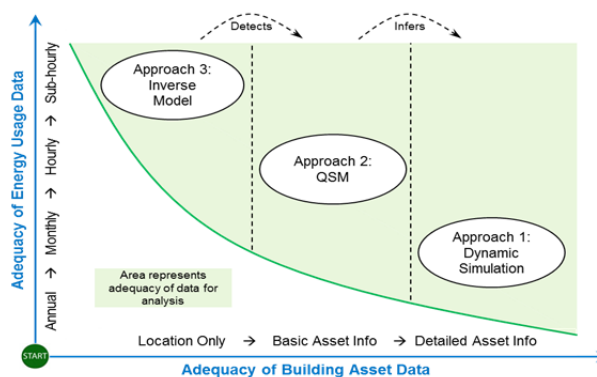 Detects
Infers
Approach 3:
Inverse
Model
Approach 2:
QSM
Approach 1:
Dynamic
Simulation
Area represents
adequacy of data for
analysis
Adequacy of Energy Usage Data
Annual → Monthly → Hourly → Sub-hourly
Location Only → Basic Asset Info → Detailed Asset Info
START
Adequacy of Building Asset Data